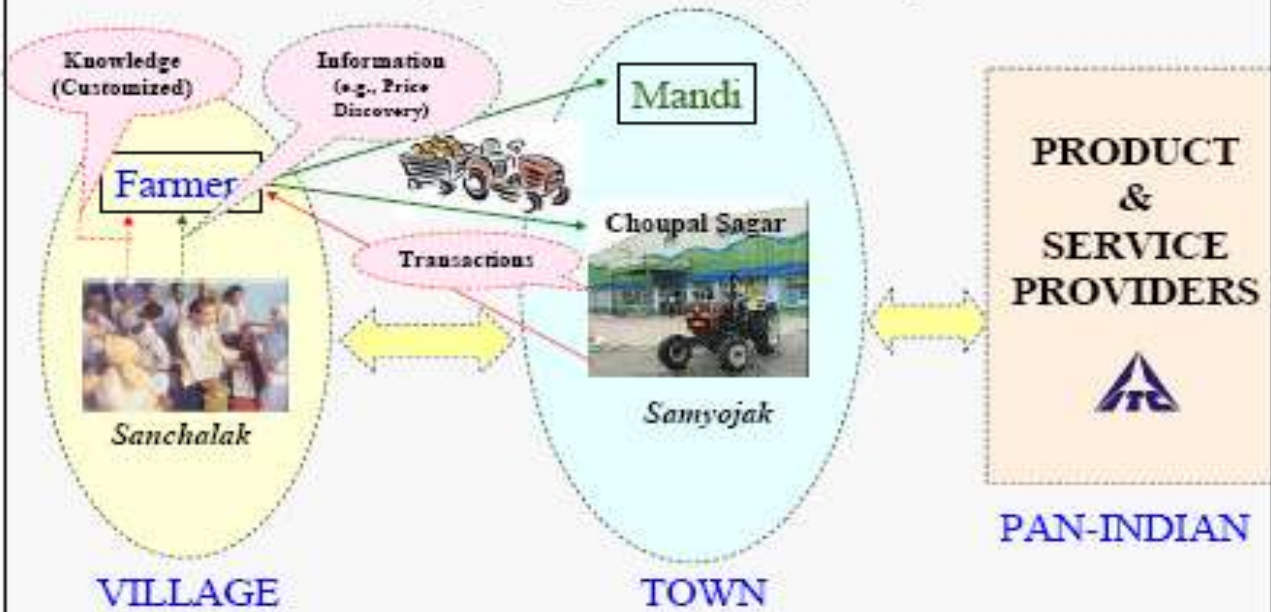 Knowledge
(Customized)
Information
(e.g., Price
Discovery)
Mandi
Farmer
Choupal Sagar
Transactions
Sanchalak
Samyojak
PRODUCT
&
SERVICE
PROVIDERS
ITC
PAN-INDIAN
VILLAGE
TOWN